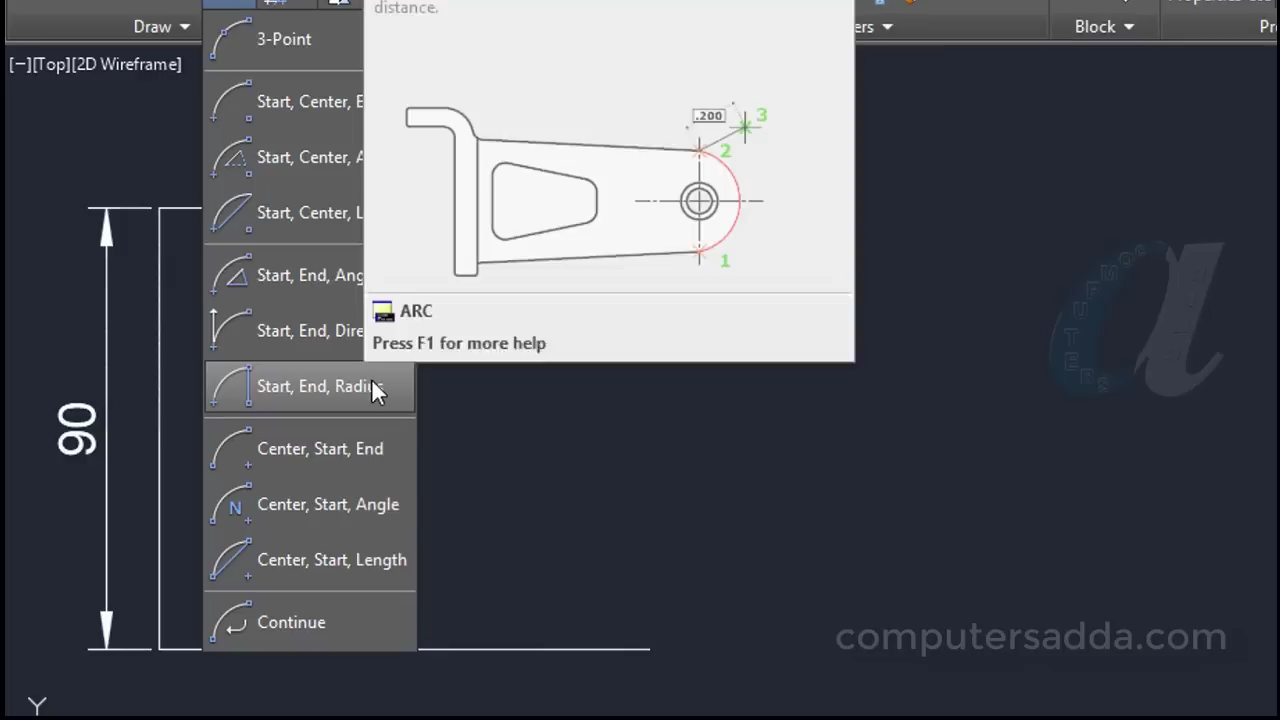 distance.
Draw
3-Point
ers
Block
[−][Top][2D Wireframe]
Start, Center, E
.200
3
2
Start, Center, A
Start, Center, L
1
Start, End, Ang
ARC
Start, End, Dire
Press F1 for more help
Start, End, Radius
90
Center, Start, End
Center, Start, Angle
N
Center, Start, Length
Continue
computersadda.com
Y